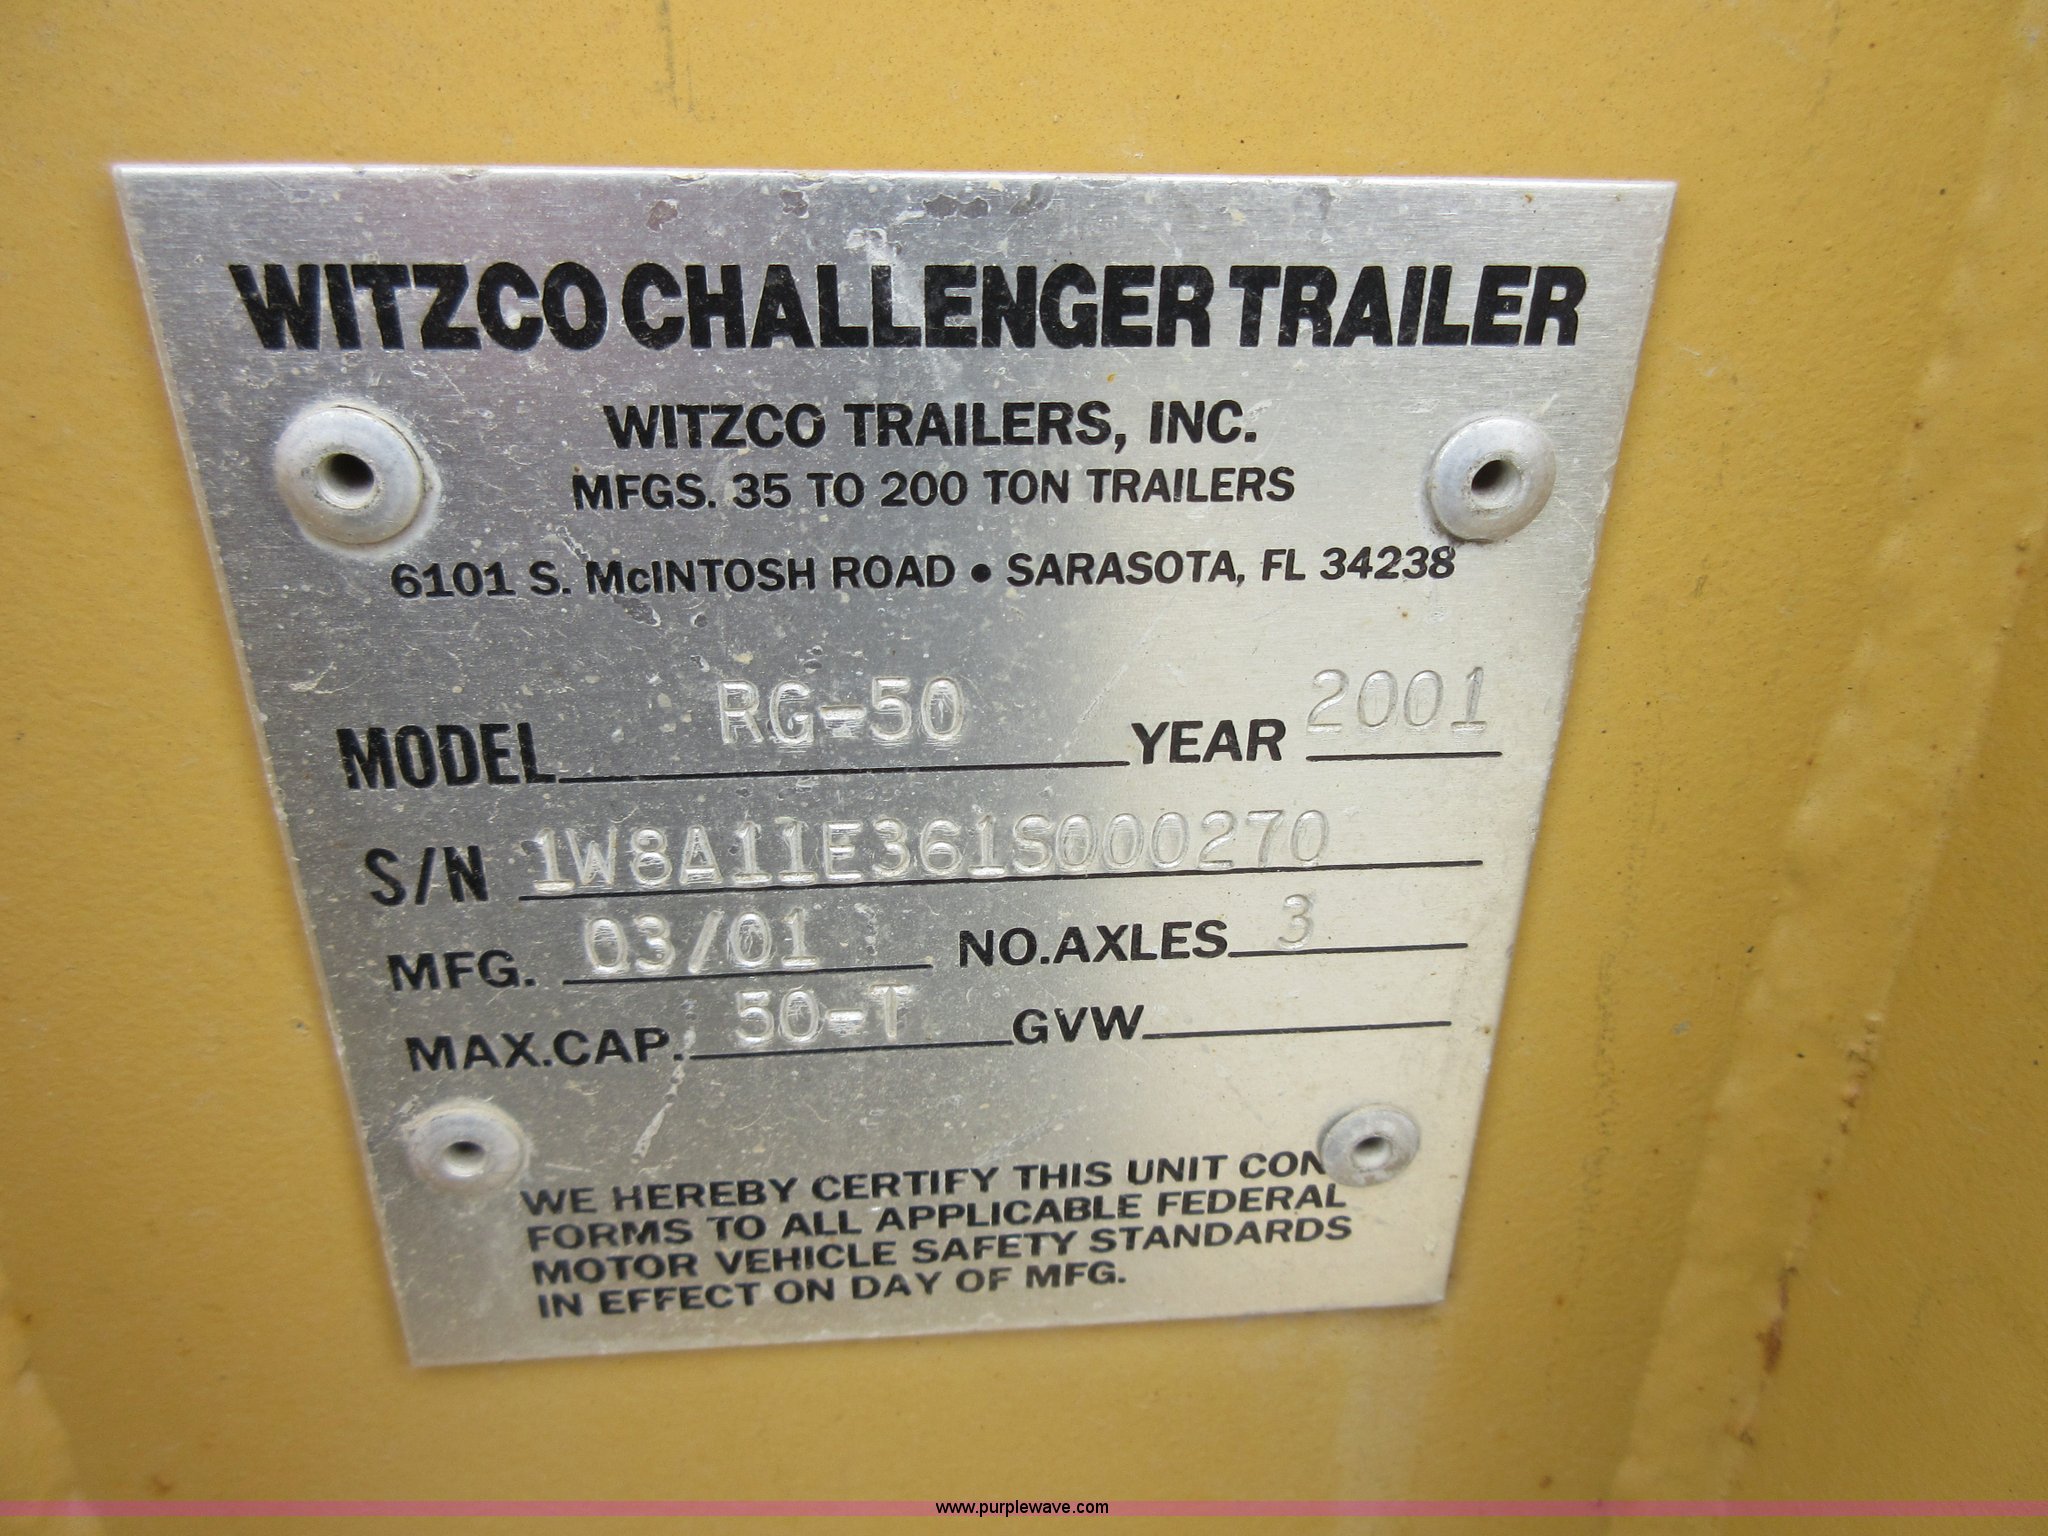 WITZCO CHALLENGER TRAILER
WITZCO TRAILERS, INC.
MFGS. 35 TO 200 TON TRAILERS
6101 S. McINTOSH ROAD • SARASOTA, FL 34238
MODEL RG-50 YEAR 2001
S/N 1W8A11E361S000270
MFG. 03/01 NO.AXLES 3
MAX.CAP. 50-T GVW
WE HEREBY CERTIFY THIS UNIT CON
FORMS TO ALL APPLICABLE FEDERAL
MOTOR VEHICLE SAFETY STANDARDS
IN EFFECT ON DAY OF MFG.
www.purplewave.com